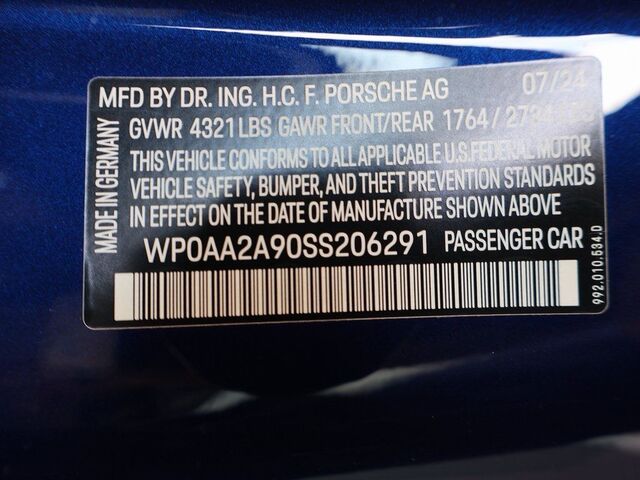 MFD BY DR. ING. H.C. F. PORSCHE AG 07/24
GVWR 4321LBS GAWR FRONT/REAR 1764/
THIS VEHICLE CONFORMS TO ALL APPLICABLE U.S.FEDERAL MOTOR
VEHICLE SAFETY, BUMPER, AND THEFT PREVENTION STANDARDS
IN EFFECT ON THE DATE OF MANUFACTURE SHOWN ABOVE
WP0AA2A90SS206291 PASSENGER CAR
MADE IN GERMANY
992.010.534.D